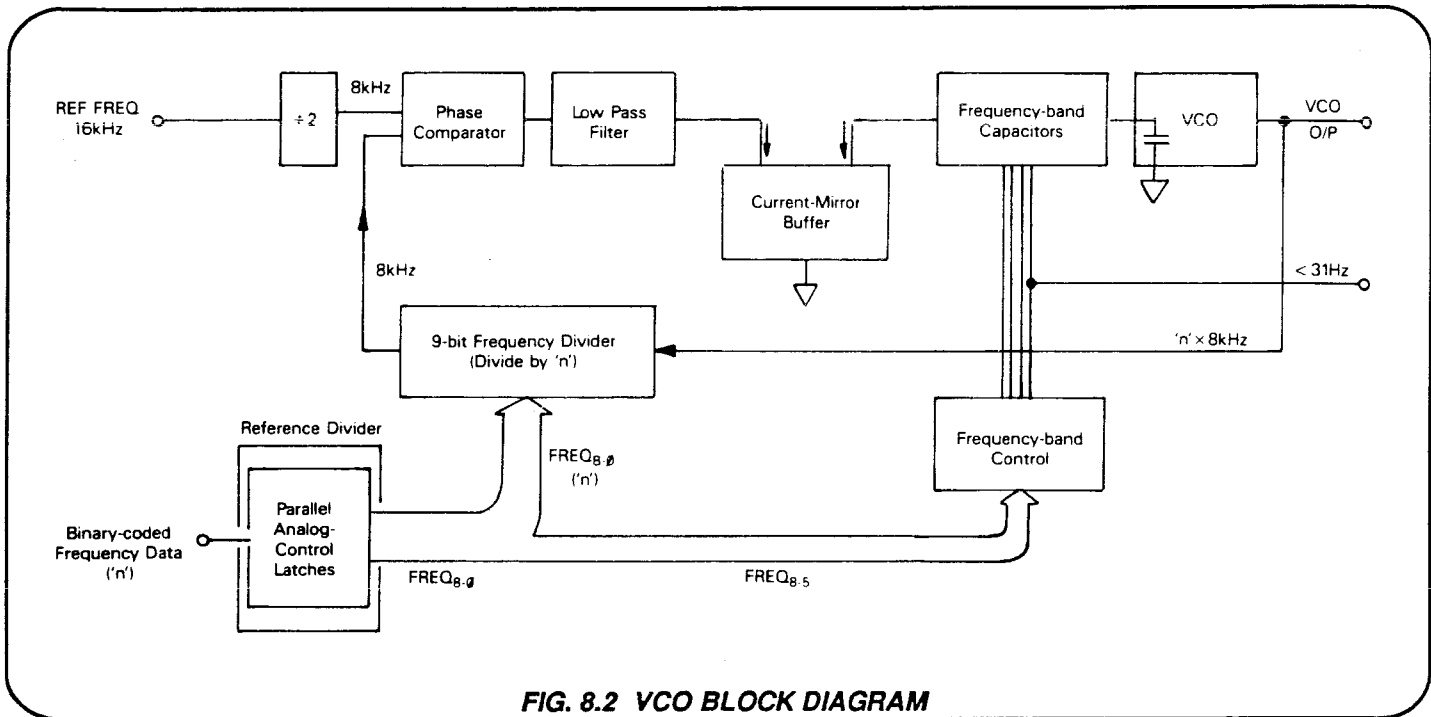 REF FREQ
16kHz
÷2
8kHz
Phase
Comparator
Low Pass
Filter
Current-Mirror
Buffer
Frequency-band
Capacitors
VCO
VCO
O/P
< 31Hz
8kHz
9-bit Frequency Divider
(Divide by 'n')
'n' × 8kHz
Frequency-band
Control
Reference Divider
FREQ8-0
('n')
Parallel
Analog-
Control
Latches
Binary-coded
Frequency Data
('n')
FREQ8-0
FREQ8-5
FIG. 8.2 VCO BLOCK DIAGRAM